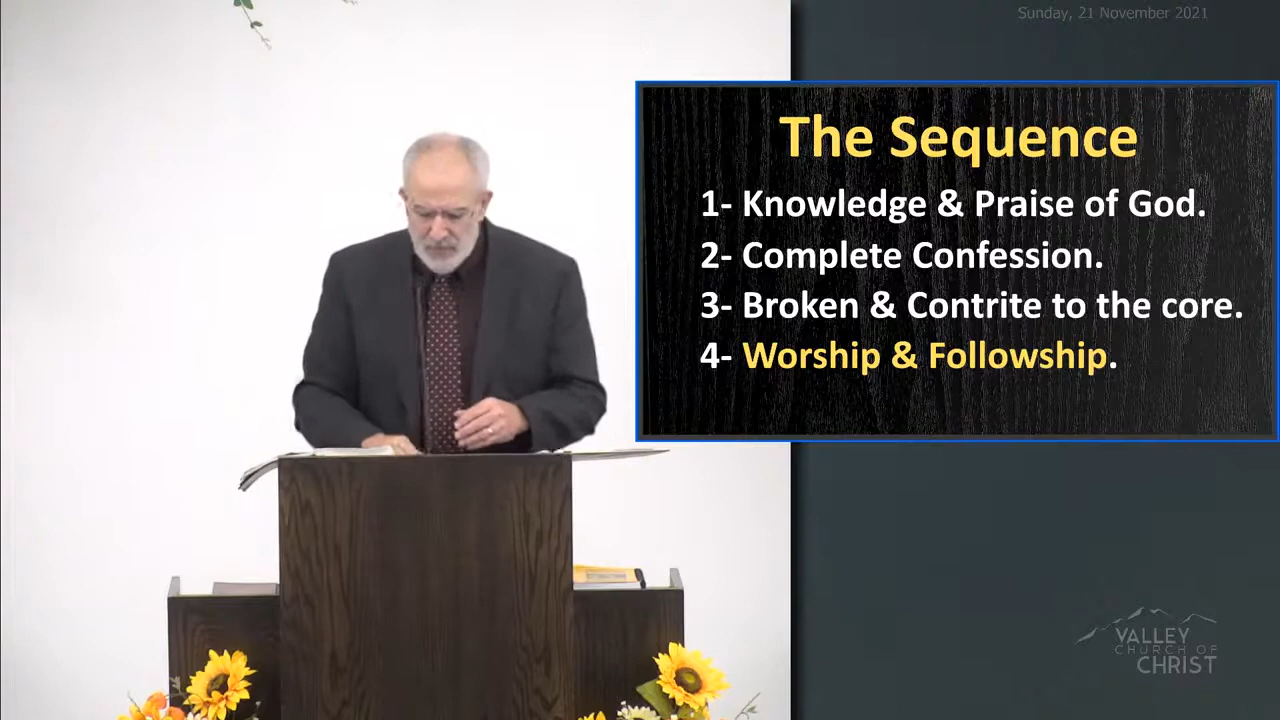 Sunday, 21 November 2021
The Sequence
1- Knowledge & Praise of God.
2- Complete Confession.
3- Broken & Contrite to the core.
4- Worship & Followship.
VALLEY
CHURCH OF
CHRIST